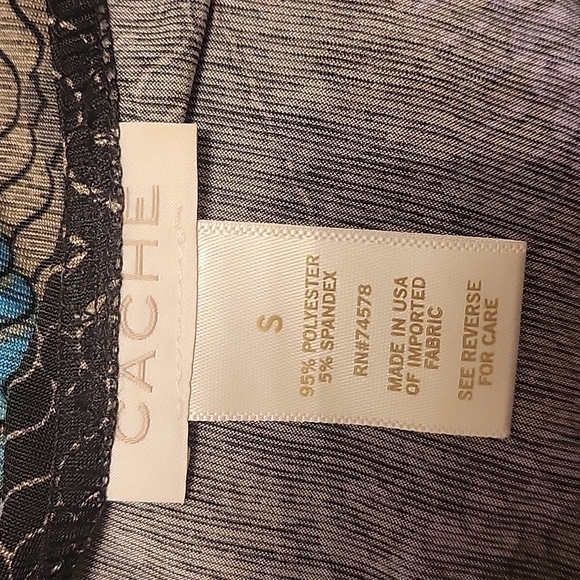 CACHE
S
95% POLYESTER
5% SPANDEX
RN#74578
MADE IN USA
OF IMPORTED
FABRIC
SEE REVERSE
FOR CARE